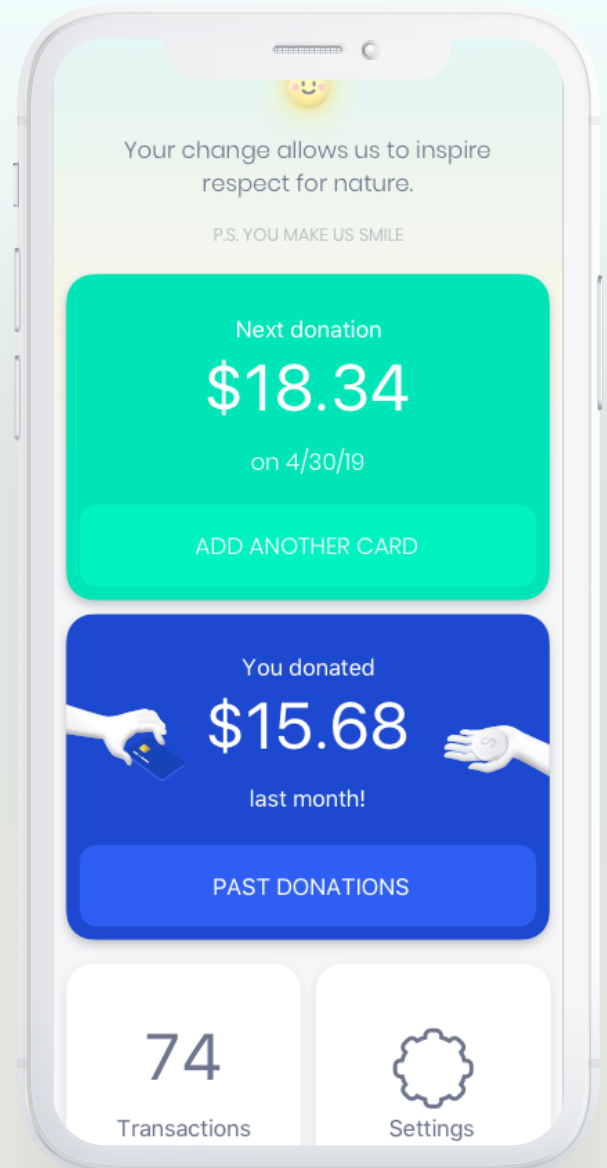 Your change allows us to inspire
respect for nature.
P.S. YOU MAKE US SMILE
Next donation
$18.34
on 4/30/19
ADD ANOTHER CARD
You donated
$15.68
last month!
PAST DONATIONS
74
Transactions
Settings